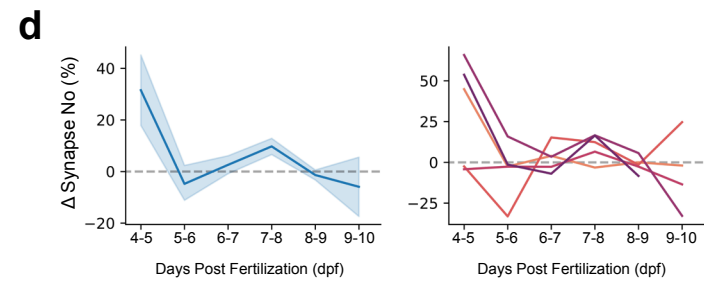 d
Δ Synapse No (%)
40
20
0
−20
4-5 5-6 6-7 7-8 8-9 9-10
Days Post Fertilization (dpf)
50
25
0
−25
4-5 5-6 6-7 7-8 8-9 9-10
Days Post Fertilization (dpf)